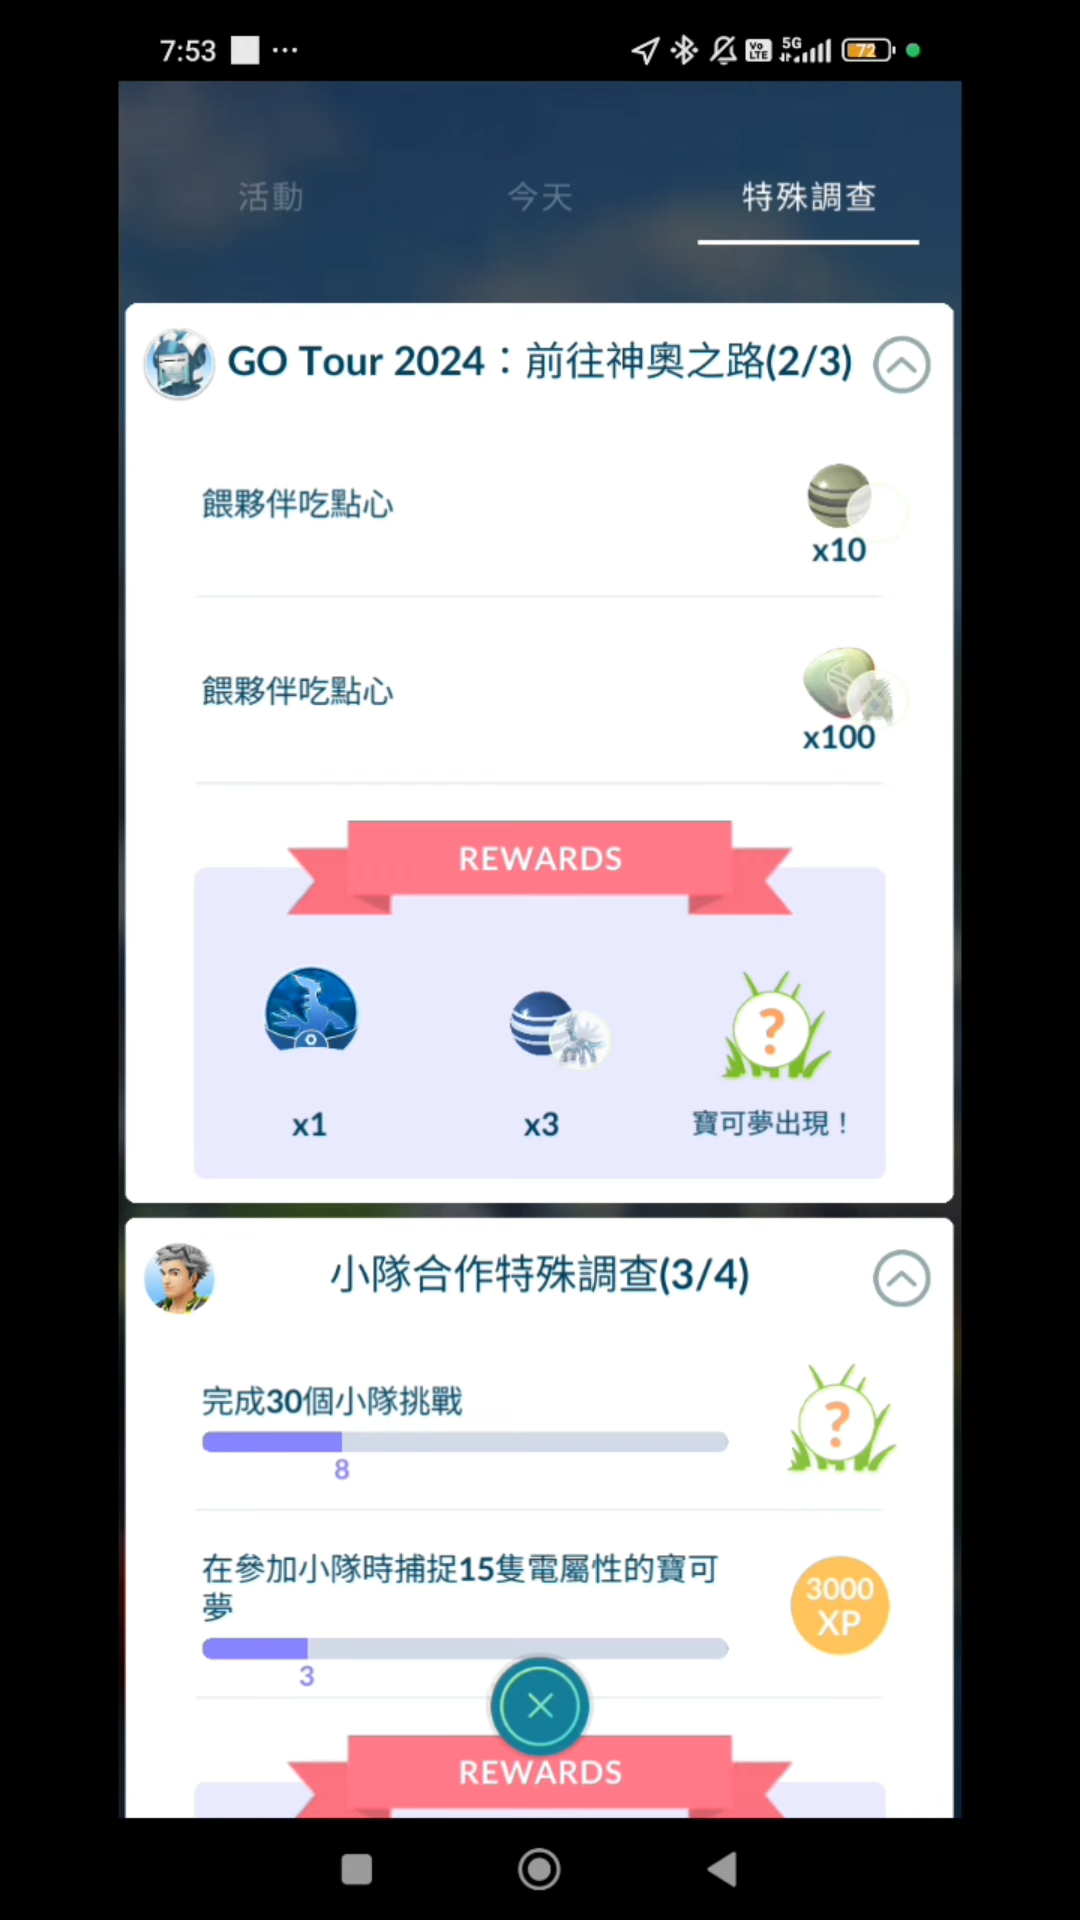 7:53
VoLTE 5G 72
活動 今天 特殊調查
GO Tour 2024：前往神奧之路(2/3)
餵夥伴吃點心
x10
餵夥伴吃點心
x100
REWARDS
x1 x3 寶可夢出現！
小隊合作特殊調查(3/4)
完成30個小隊挑戰
8
在參加小隊時捕捉15隻電屬性的寶可
夢
3000
XP
3
REWARDS